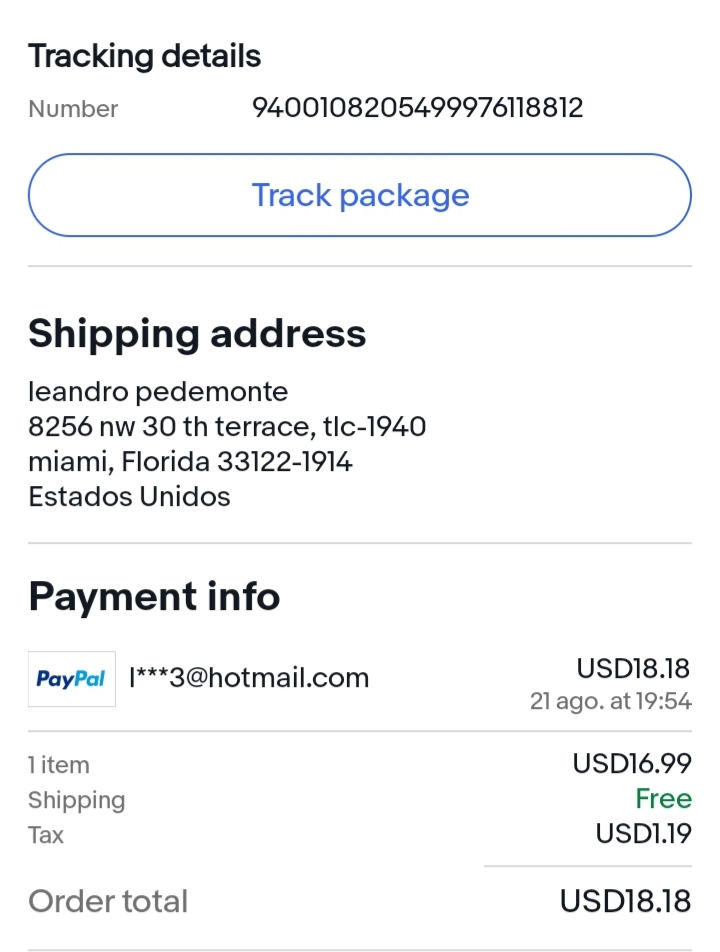 Tracking details
Number 9400108205499976118812
Track package
Shipping address
leandro pedemonte
8256 nw 30 th terrace, tlc-1940
miami, Florida 33122-1914
Estados Unidos
Payment info
PayPal l***3@hotmail.com USD18.18
21 ago. at 19:54
1 item USD16.99
Shipping Free
Tax USD1.19
Order total USD18.18